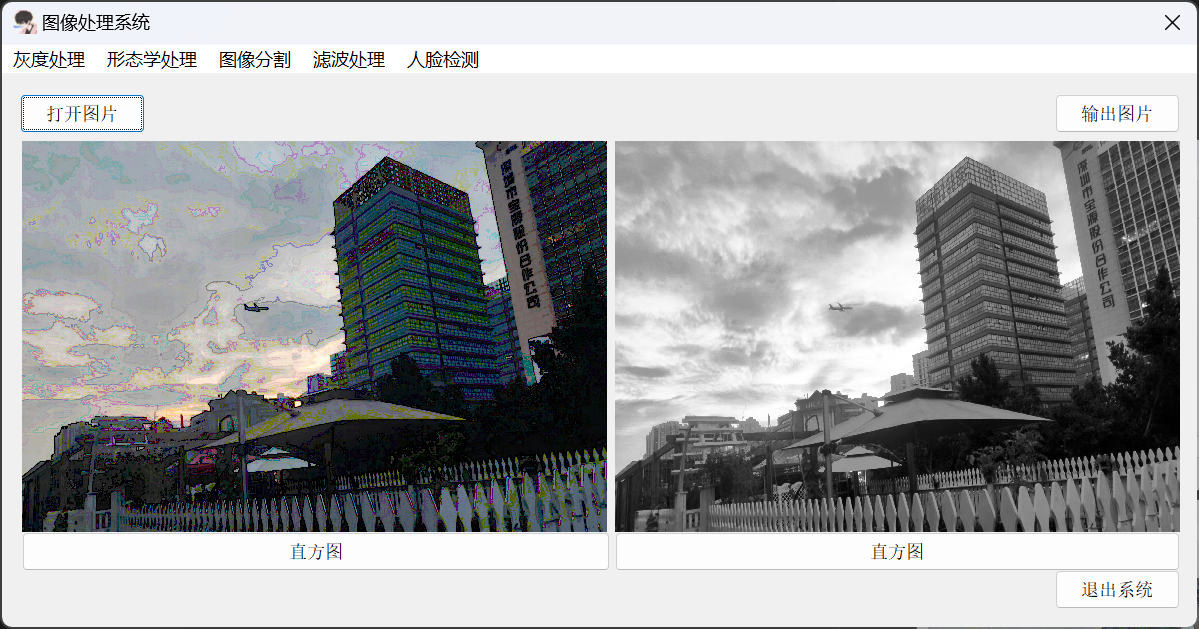 图像处理系统
灰度处理 形态学处理 图像分割 滤波处理 人脸检测
打开图片 输出图片
深圳市宝源股份合作公司
深圳市宝源股份合作公司
直方图 直方图
退出系统